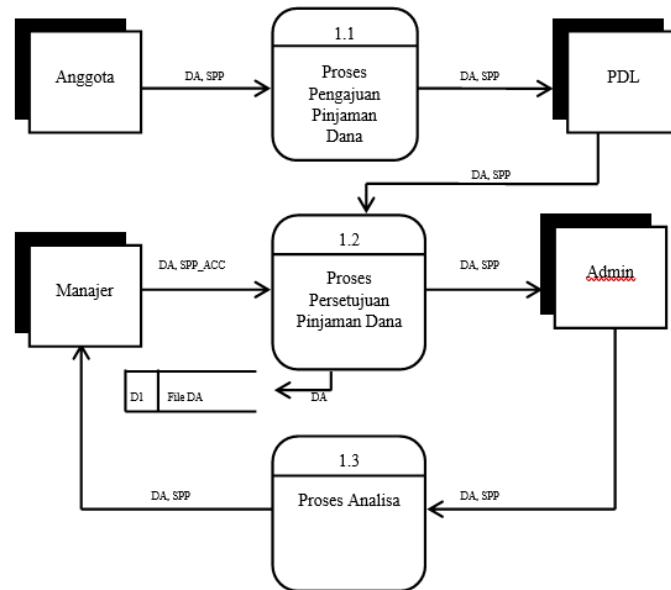 1.1
Anggota
DA, SPP
Proses
Pengajuan
Pinjaman
Dana
DA, SPP
PDL
DA, SPP
1.2
Manajer
DA, SPP_ACC
Proses
Persetujuan
Pinjaman Dana
DA, SPP
Admin
D1
File DA
DA
1.3
Proses Analisa
DA, SPP
DA, SPP